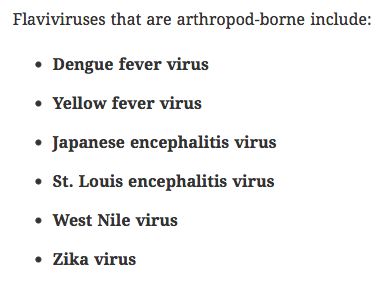 Flaviviruses that are arthropod-borne include:
• Dengue fever virus
• Yellow fever virus
• Japanese encephalitis virus
• St. Louis encephalitis virus
• West Nile virus
• Zika virus